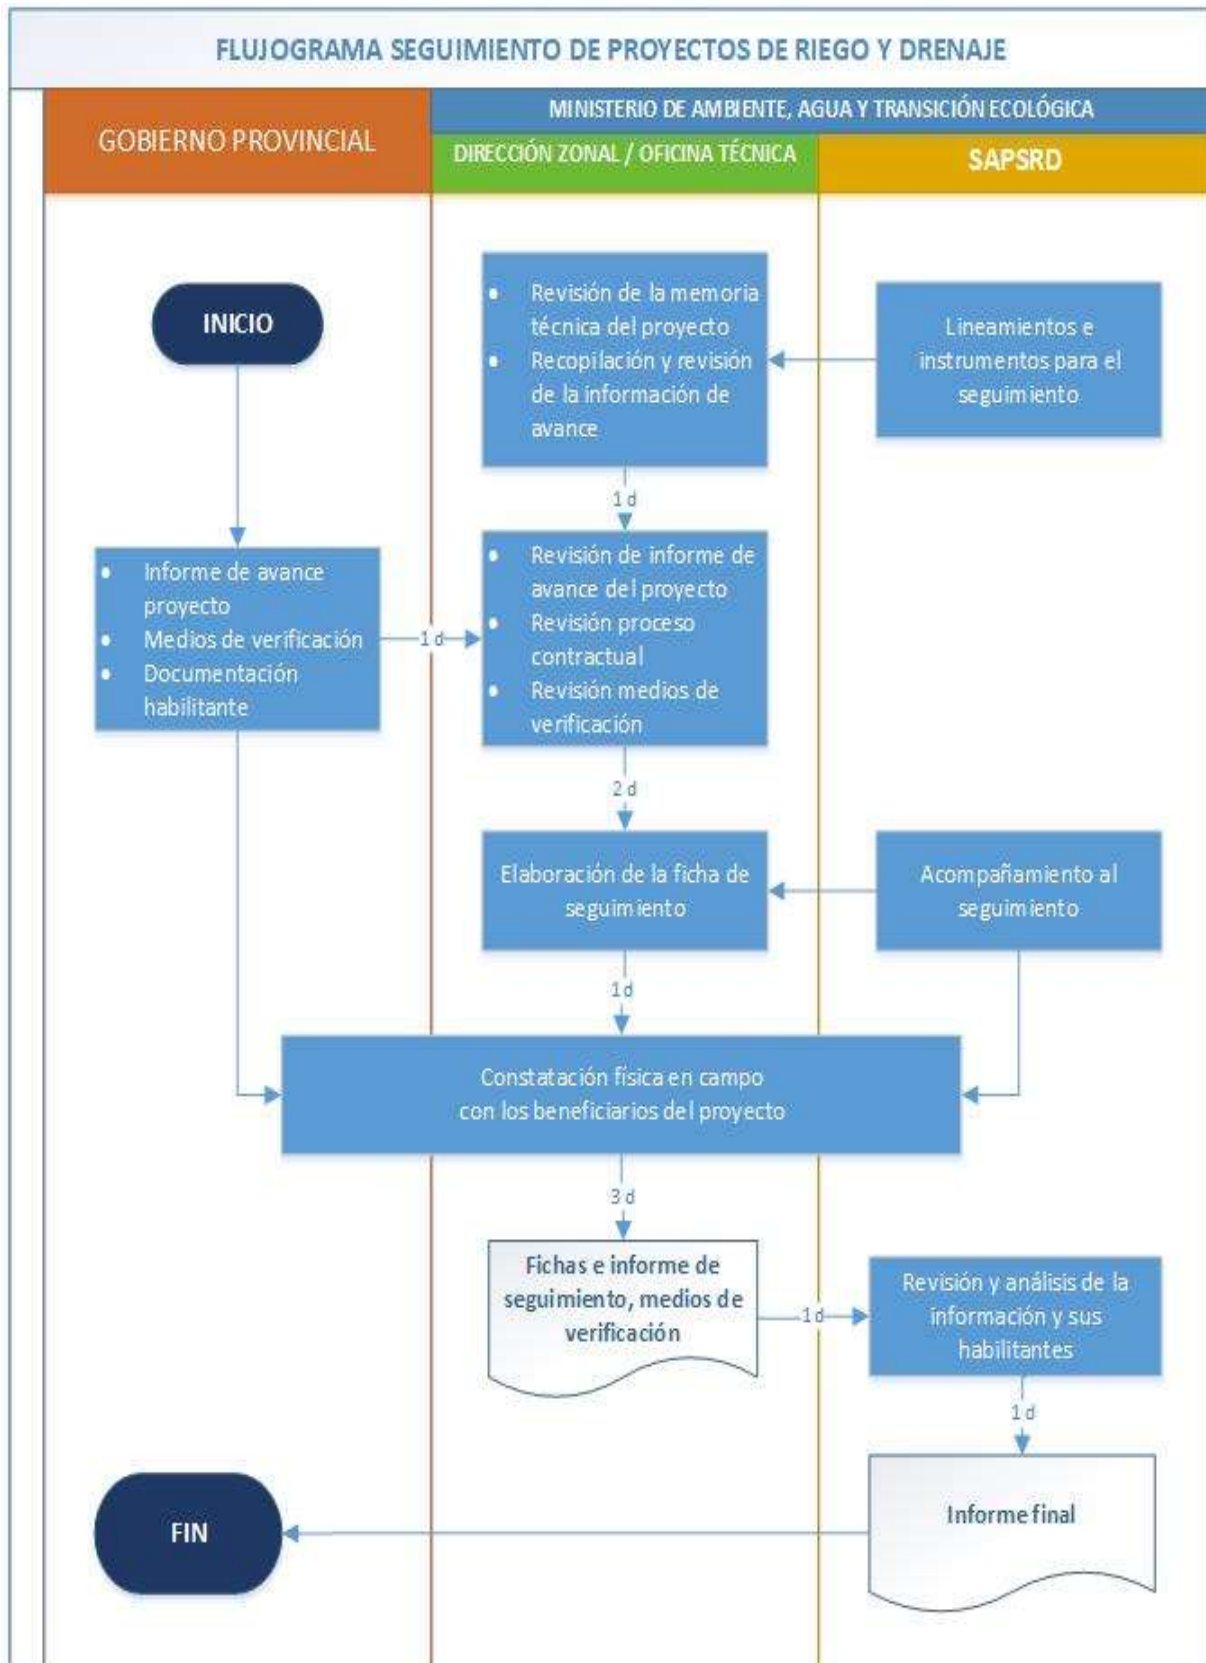 FLUJOGRAMA SEGUIMIENTO DE PROYECTOS DE RIEGO Y DRENAJE
GOBIERNO PROVINCIAL
MINISTERIO DE AMBIENTE, AGUA Y TRANSICIÓN ECOLÓGICA
DIRECCIÓN ZONAL / OFICINA TÉCNICA
SAPSRD
INICIO
• Revisión de la memoria
técnica del proyecto
• Recopilación y revisión
de la información de
avance
Lineamientos e
instrumentos para el
seguimiento
1 d
• Informe de avance
proyecto
• Medios de verificación
• Documentación
habilitante
1 d
• Revisión de informe de
avance del proyecto
• Revisión proceso
contractual
• Revisión medios de
verificación
2 d
Elaboración de la ficha de
seguimiento
Acompañamiento al
seguimiento
1 d
Constatación física en campo
con los beneficiarios del proyecto
3 d
Fichas e informe de
seguimiento, medios de
verificación
1 d
Revisión y análisis de la
información y sus
habilitantes
1 d
Informe final
FIN